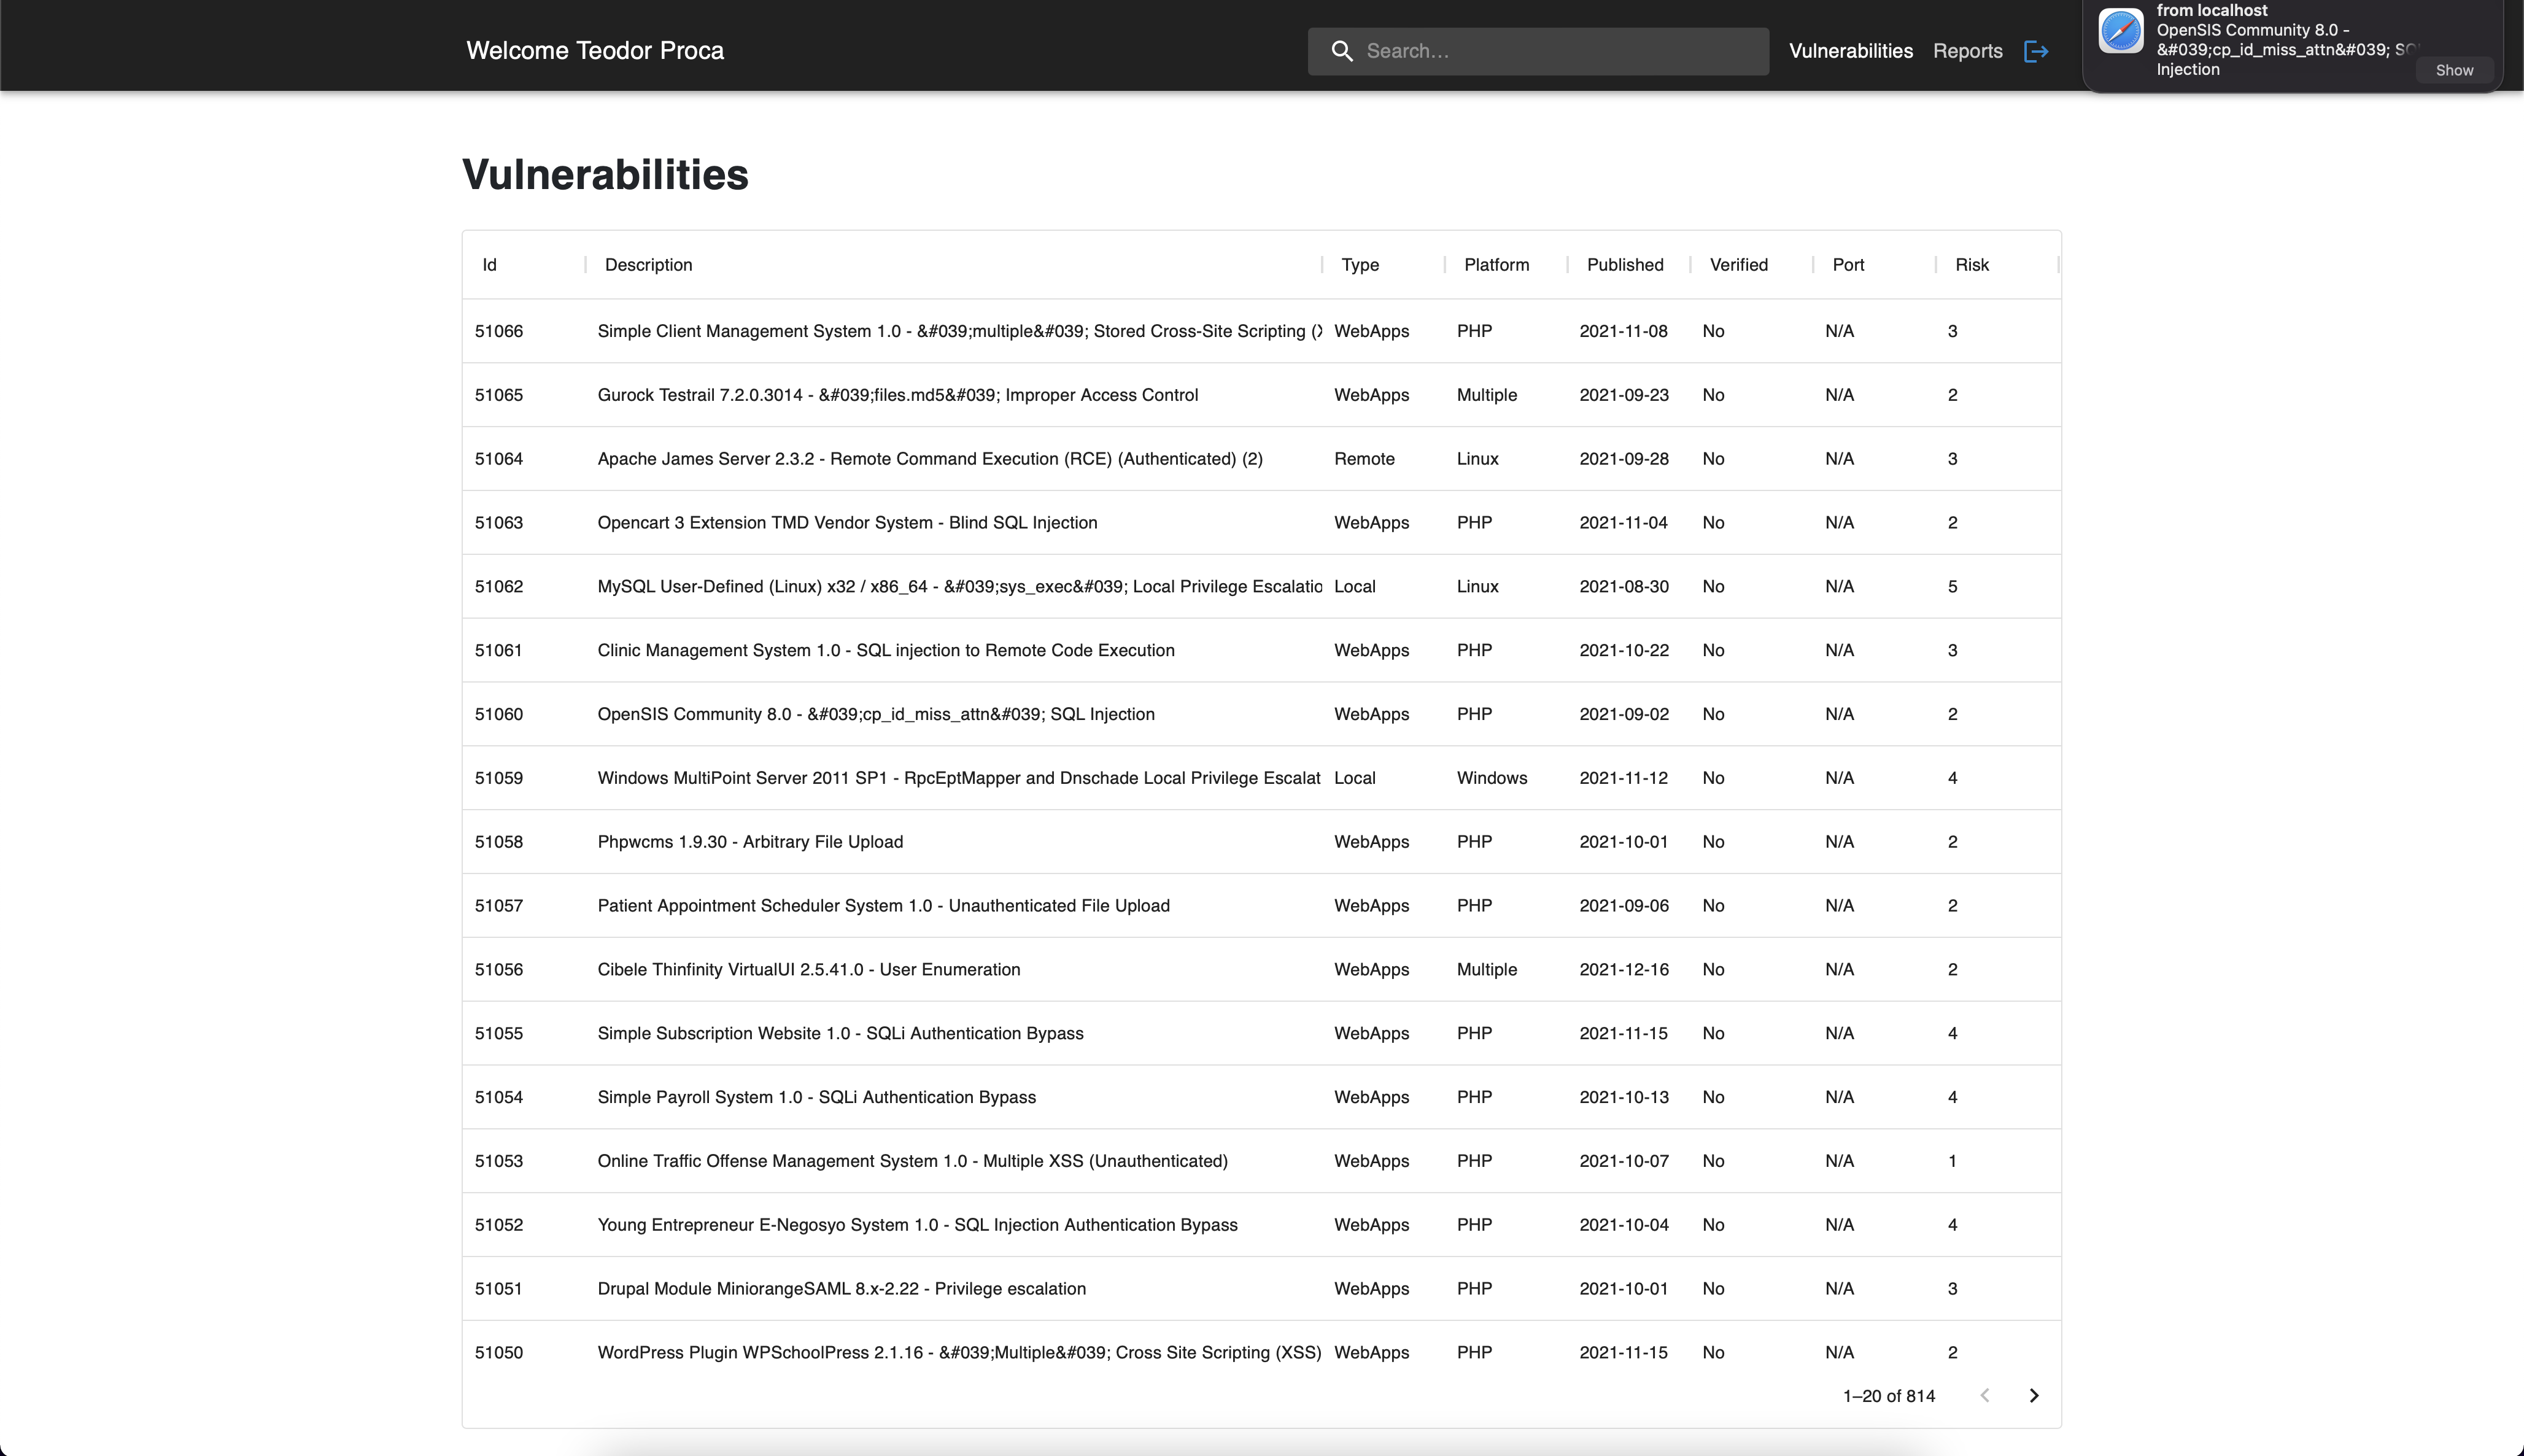 Welcome Teodor Proca
Search...
Vulnerabilities
Reports
from localhost
OpenSIS Community 8.0 -
&#039;cp_id_miss_attn&#039;
Injection
Show
Vulnerabilities
Id Description Type Platform Published Verified Port Risk
51066 Simple Client Management System 1.0 - &#039;multiple&#039; Stored Cross-Site Scripting ( WebApps PHP 2021-11-08 No N/A 3
51065 Gurock Testrail 7.2.0.3014 - &#039;files.md5&#039; Improper Access Control WebApps Multiple 2021-09-23 No N/A 2
51064 Apache James Server 2.3.2 - Remote Command Execution (RCE) (Authenticated) (2) Remote Linux 2021-09-28 No N/A 3
51063 Opencart 3 Extension TMD Vendor System - Blind SQL Injection WebApps PHP 2021-11-04 No N/A 2
51062 MySQL User-Defined (Linux) x32 / x86_64 - &#039;sys_exec&#039; Local Privilege Escalatio Local Linux 2021-08-30 No N/A 5
51061 Clinic Management System 1.0 - SQL injection to Remote Code Execution WebApps PHP 2021-10-22 No N/A 3
51060 OpenSIS Community 8.0 - &#039;cp_id_miss_attn&#039; SQL Injection WebApps PHP 2021-09-02 No N/A 2
51059 Windows MultiPoint Server 2011 SP1 - RpcEptMapper and Dnschade Local Privilege Escalat Local Windows 2021-11-12 No N/A 4
51058 Phpwcms 1.9.30 - Arbitrary File Upload WebApps PHP 2021-10-01 No N/A 2
51057 Patient Appointment Scheduler System 1.0 - Unauthenticated File Upload WebApps PHP 2021-09-06 No N/A 2
51056 Cibele Thinfinity VirtualUI 2.5.41.0 - User Enumeration WebApps Multiple 2021-12-16 No N/A 2
51055 Simple Subscription Website 1.0 - SQLi Authentication Bypass WebApps PHP 2021-11-15 No N/A 4
51054 Simple Payroll System 1.0 - SQLi Authentication Bypass WebApps PHP 2021-10-13 No N/A 4
51053 Online Traffic Offense Management System 1.0 - Multiple XSS (Unauthenticated) WebApps PHP 2021-10-07 No N/A 1
51052 Young Entrepreneur E-Negosyo System 1.0 - SQL Injection Authentication Bypass WebApps PHP 2021-10-04 No N/A 4
51051 Drupal Module MiniorangeSAML 8.x-2.22 - Privilege escalation WebApps PHP 2021-10-01 No N/A 3
51050 WordPress Plugin WPSchoolPress 2.1.16 - &#039;Multiple&#039; Cross Site Scripting (XSS) WebApps PHP 2021-11-15 No N/A 2
1–20 of 814